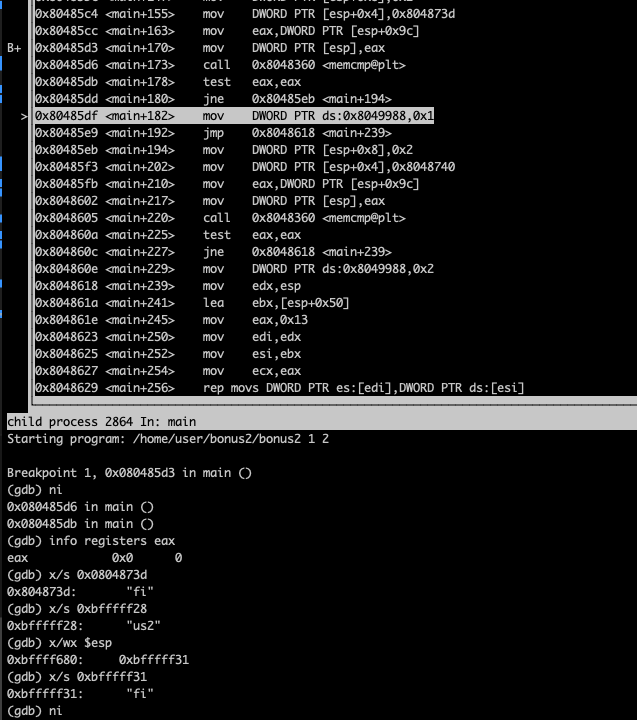 0x80485c4 <main+155> mov DWORD PTR [esp+0x4],0x804873d
0x80485cc <main+163> mov eax,DWORD PTR [esp+0x9c]
B+ 0x80485d3 <main+170> mov DWORD PTR [esp],eax
0x80485d6 <main+173> call 0x8048360 <memcmp@plt>
0x80485db <main+178> test eax,eax
0x80485dd <main+180> jne 0x80485eb <main+194>
> 0x80485df <main+182> mov DWORD PTR ds:0x8049988,0x1
0x80485e9 <main+192> jmp 0x8048618 <main+239>
0x80485eb <main+194> mov DWORD PTR [esp+0x8],0x2
0x80485f3 <main+202> mov DWORD PTR [esp+0x4],0x8048740
0x80485fb <main+210> mov eax,DWORD PTR [esp+0x9c]
0x8048602 <main+217> mov DWORD PTR [esp],eax
0x8048605 <main+220> call 0x8048360 <memcmp@plt>
0x804860a <main+225> test eax,eax
0x804860c <main+227> jne 0x8048618 <main+239>
0x804860e <main+229> mov DWORD PTR ds:0x8049988,0x2
0x8048618 <main+239> mov edx,esp
0x804861a <main+241> lea ebx,[esp+0x50]
0x804861e <main+245> mov eax,0x13
0x8048623 <main+250> mov edi,edx
0x8048625 <main+252> mov esi,ebx
0x8048627 <main+254> mov ecx,eax
0x8048629 <main+256> rep movs DWORD PTR es:[edi],DWORD PTR ds:[esi]
child process 2864 In: main
Starting program: /home/user/bonus2/bonus2 1 2
Breakpoint 1, 0x080485d3 in main ()
(gdb) ni
0x080485d6 in main ()
0x080485db in main ()
(gdb) info registers eax
eax 0x0 0
(gdb) x/s 0x0804873d
0x804873d: "fi"
(gdb) x/s 0xbfffff28
0xbfffff28: "us2"
(gdb) x/wx $esp
0xbffff680: 0xbfffff31
(gdb) x/s 0xbfffff31
0xbfffff31: "fi"
(gdb) ni